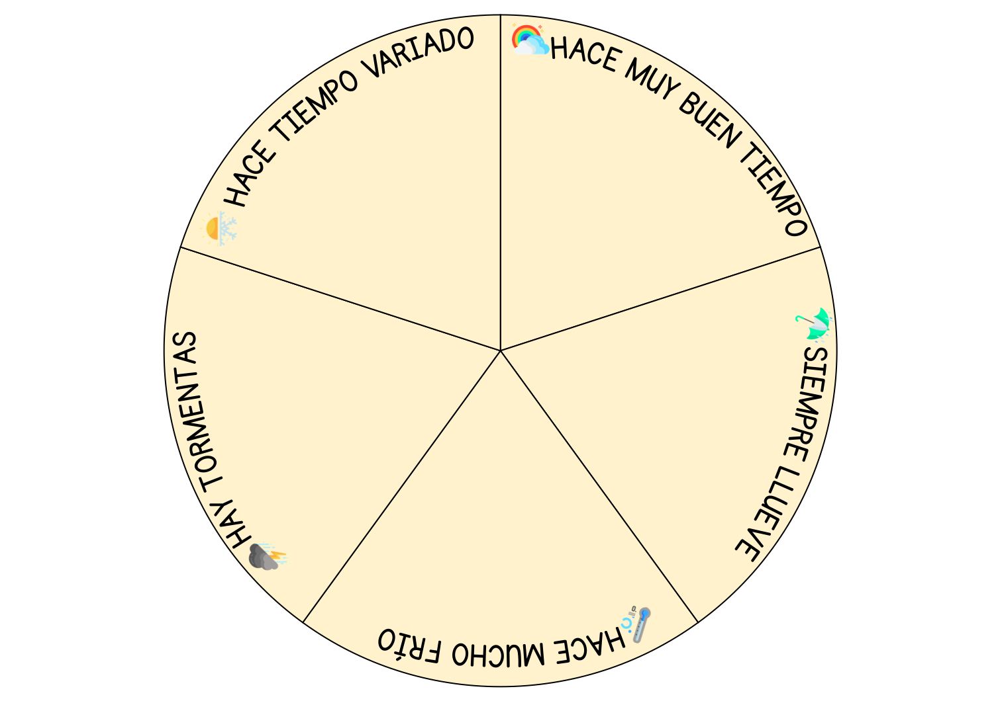 HACE MUY BUEN TIEMPO
SIEMPRE LLUEVE
HACE MUCHO FRÍO
HAY TORMENTAS
HACE TIEMPO VARIADO